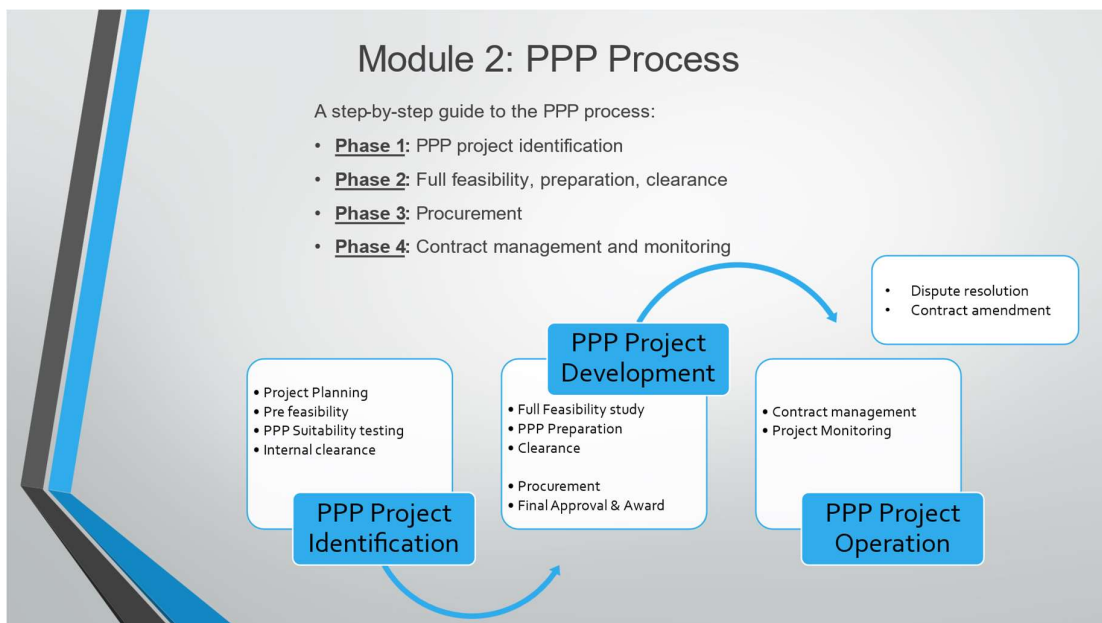 Module 2: PPP Process
A step-by-step guide to the PPP process:
• Phase 1: PPP project identification
• Phase 2: Full feasibility, preparation, clearance
• Phase 3: Procurement
• Phase 4: Contract management and monitoring
• Project Planning
• Pre feasibility
• PPP Suitability testing
• Internal clearance
PPP Project
Identification
PPP Project
Development
• Full Feasibility study
• PPP Preparation
• Clearance
• Procurement
• Final Approval & Award
• Dispute resolution
• Contract amendment
• Contract management
• Project Monitoring
PPP Project
Operation